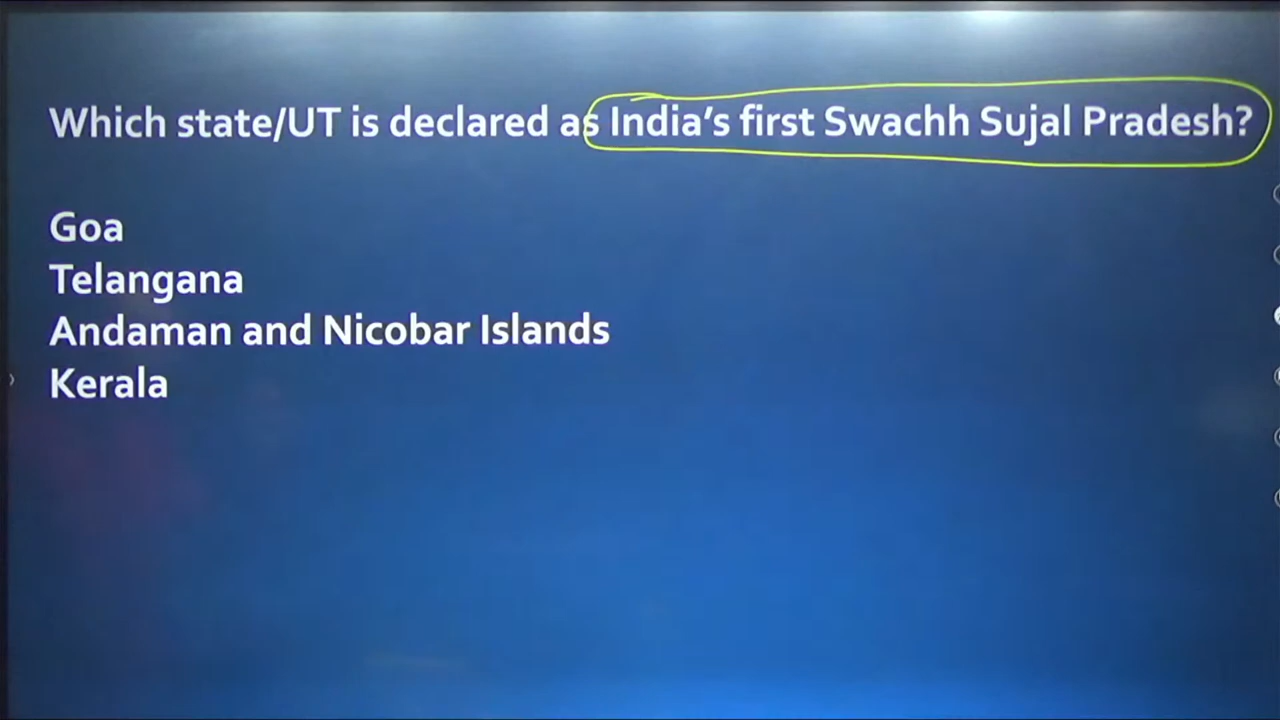 Which state/UT is declared as India's first Swachh Sujal Pradesh?
Goa
Telangana
Andaman and Nicobar Islands
Kerala